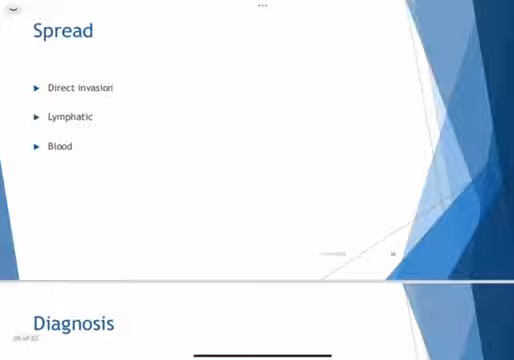 Spread
Direct invasion
Lymphatic
Blood
Diagnosis